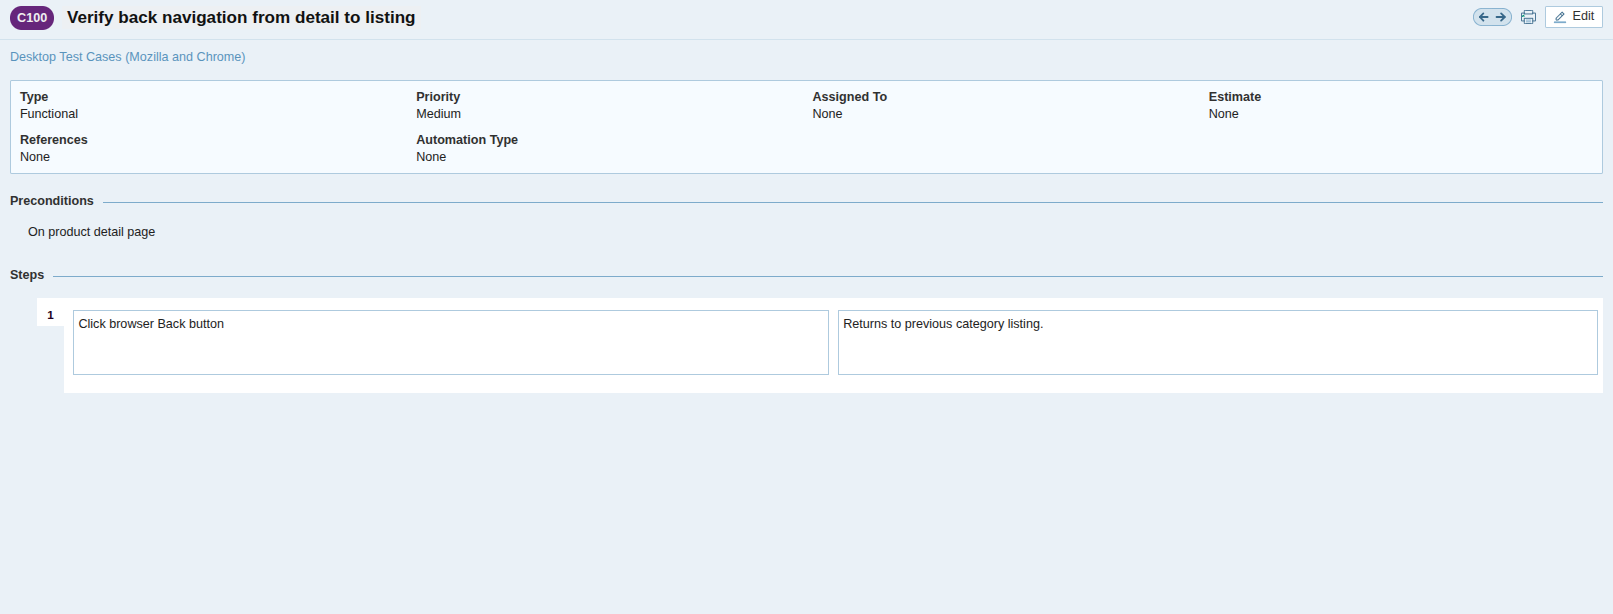 C100 Verify back navigation from detail to listing Edit
Desktop Test Cases (Mozilla and Chrome)
Type Priority Assigned To Estimate
Functional Medium None None
References Automation Type
None None
Preconditions
On product detail page
Steps
1 Click browser Back button Returns to previous category listing.